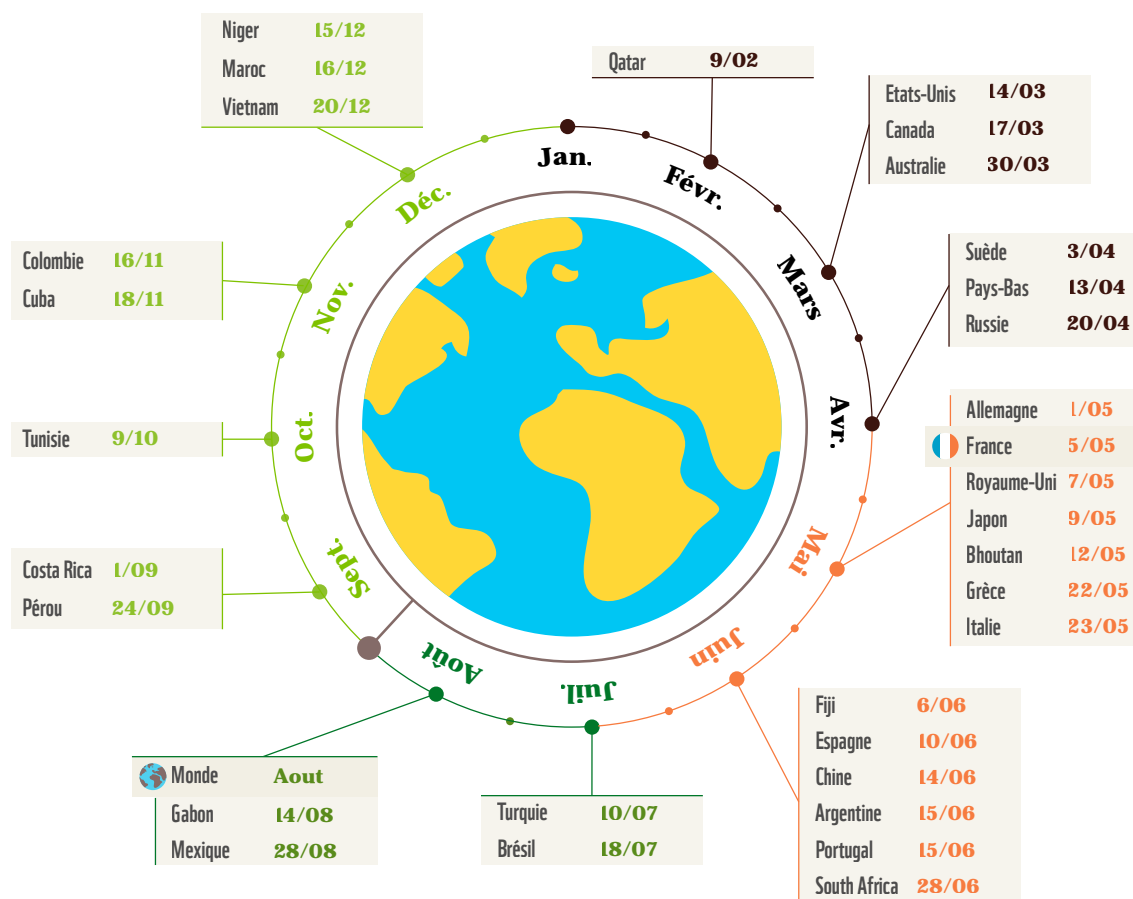 Niger 15/12
Maroc 16/12
Vietnam 20/12
Qatar 9/02
Etats-Unis 14/03
Canada 17/03
Australie 30/03
Suède 3/04
Pays-Bas 13/04
Russie 20/04
Allemagne 1/05
France 5/05
Royaume-Uni 7/05
Japon 9/05
Bhoutan 12/05
Grèce 22/05
Italie 23/05
Fiji 6/06
Espagne 10/06
Chine 14/06
Argentine 15/06
Portugal 15/06
South Africa 28/06
Turquie 10/07
Brésil 18/07
Monde Aout
Gabon 14/08
Mexique 28/08
Costa Rica 1/09
Pérou 24/09
Tunisie 9/10
Colombie 16/11
Cuba 18/11
Jan.
Févr.
Mars
Avr.
Mai
Juin
Juil.
Août
Sept.
Oct.
Nov.
Déc.